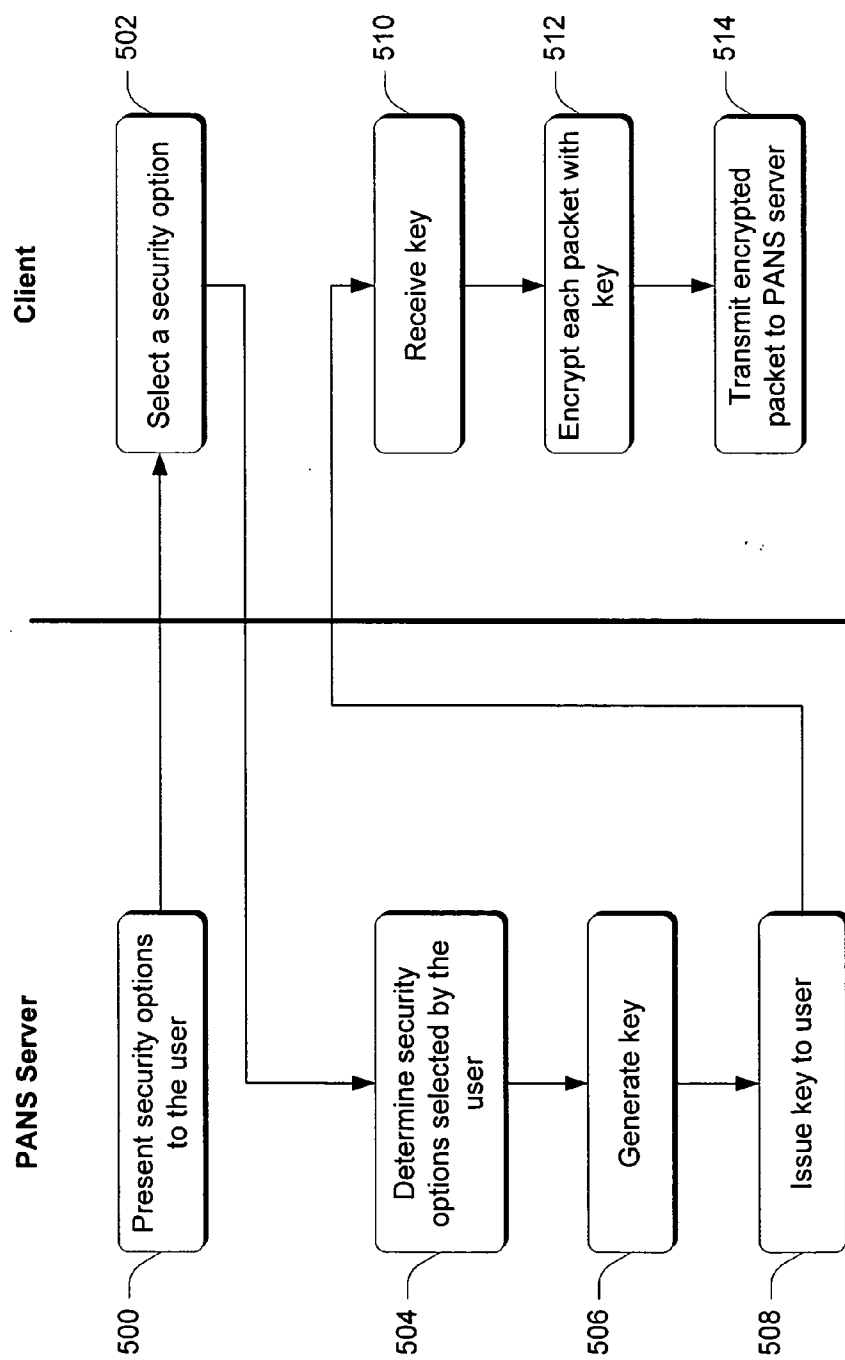 PANS Server
Client
500
Present security options
to the user
Select a security option
502
504
Determine security
options selected by the
user
506
Generate key
508
Issue key to user
Receive key
510
Encrypt each packet with
key
512
Transmit encrypted
packet to PANS server
514